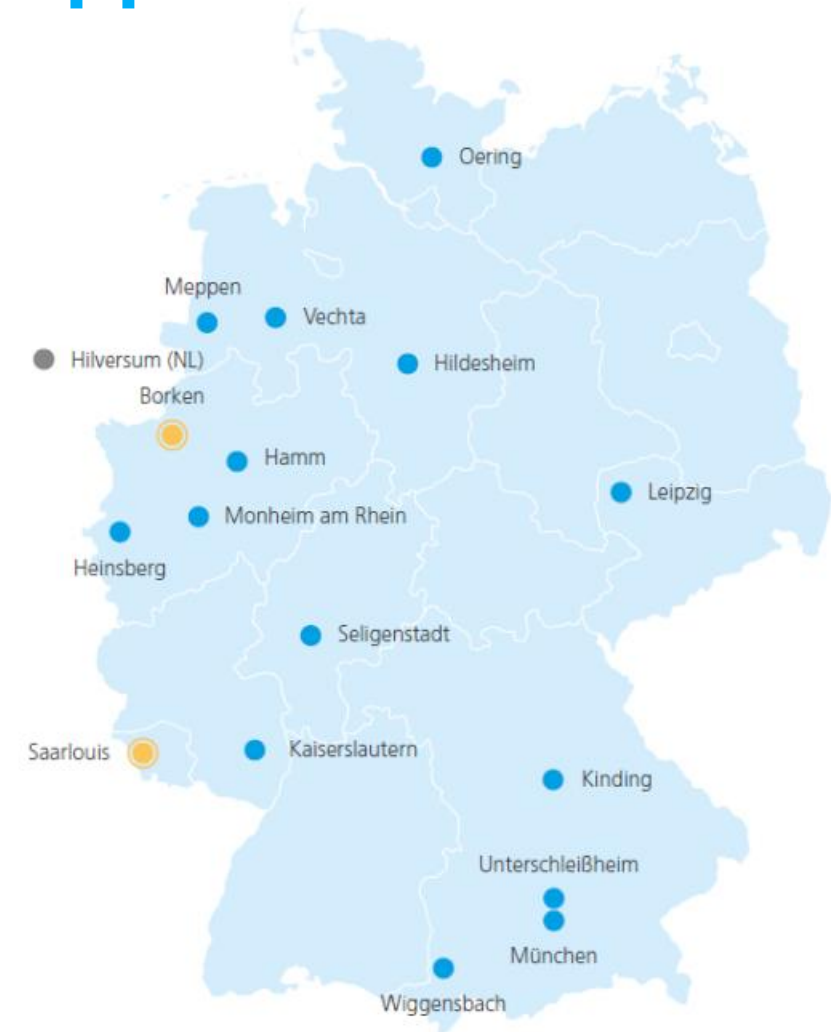 Oering
Meppen
Vechta
Hilversum (NL)
Hildesheim
Borken
Hamm
Leipzig
Monheim am Rhein
Heinsberg
Seligenstadt
Saarlouis
Kaiserslautern
Kinding
Unterschleißheim
München
Wiggensbach